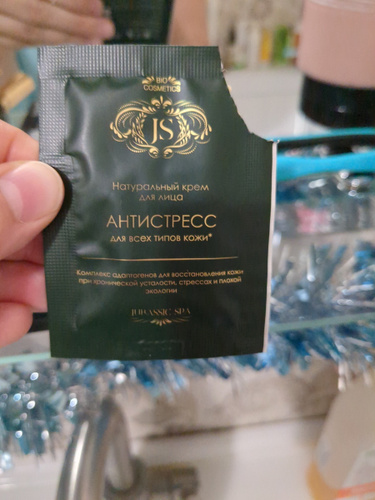 BIO
COSMETICS
JS
Натуральный крем
для лица
АНТИСТРЕСС
для всех типов кожи*
Комплекс адаптогенов для восстановления кожи
при хронической усталости, стрессах и плохой
экологии
JURASSIC SPA